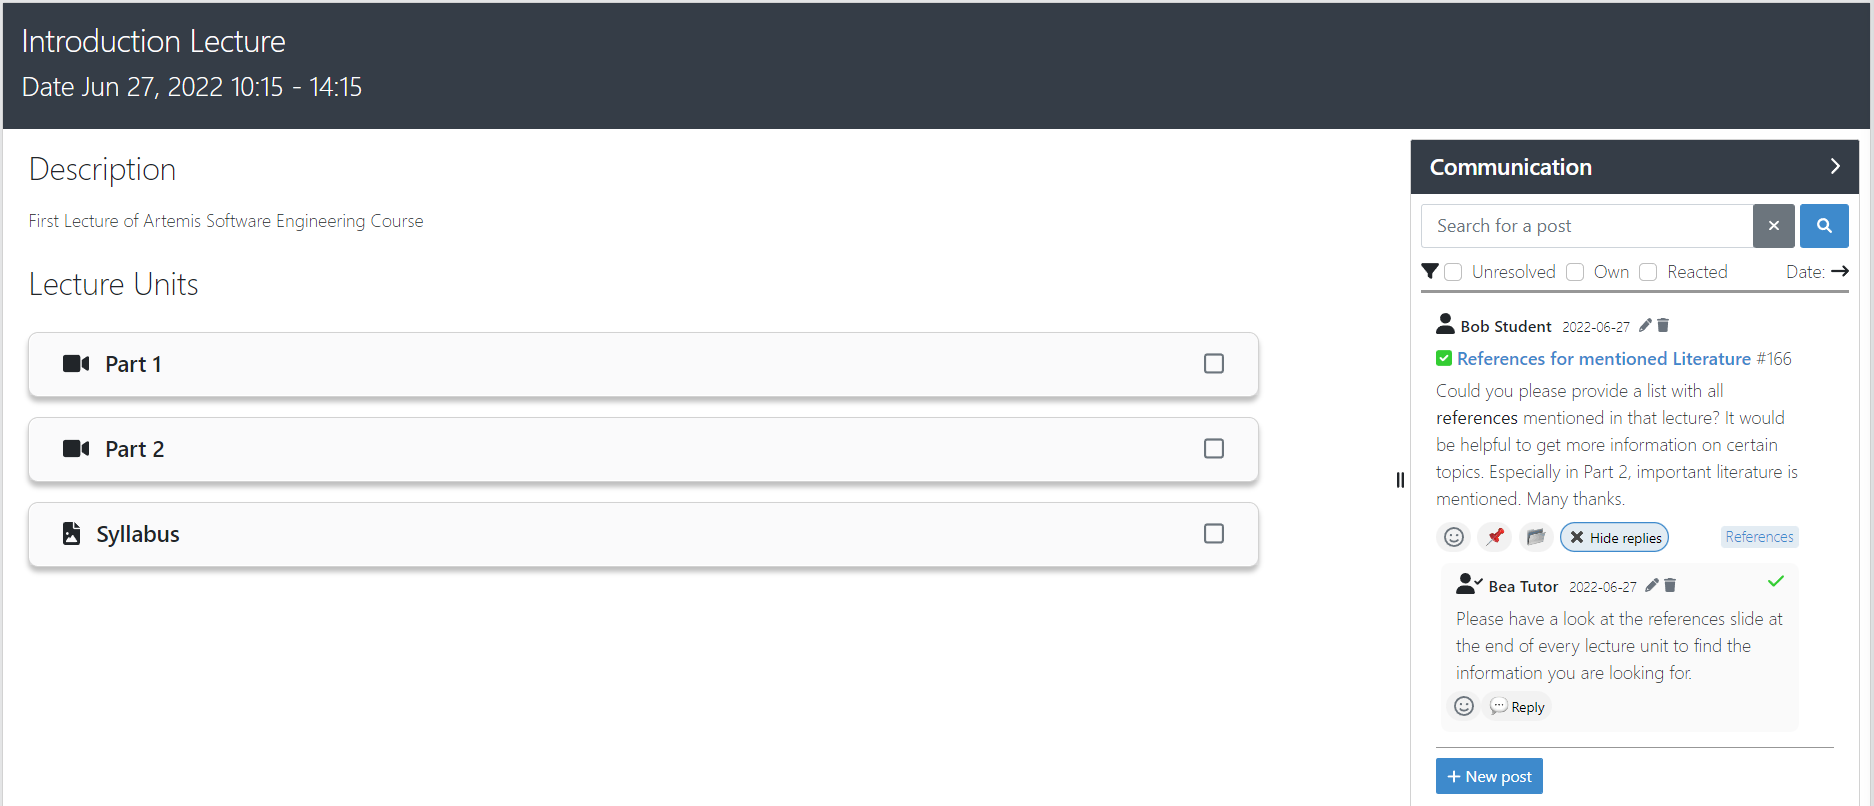 Introduction Lecture
Date Jun 27, 2022 10:15 - 14:15
Description
First Lecture of Artemis Software Engineering Course
Lecture Units
Part 1
Part 2
Syllabus
Communication
Search for a post
Unresolved Own Reacted Date:
Bob Student 2022-06-27
References for mentioned Literature #166
Could you please provide a list with all
references mentioned in that lecture? It would
be helpful to get more information on certain
topics. Especially in Part 2, important literature is
mentioned. Many thanks.
Hide replies References
Bea Tutor 2022-06-27
Please have a look at the references slide at
the end of every lecture unit to find the
information you are looking for.
Reply
+ New post